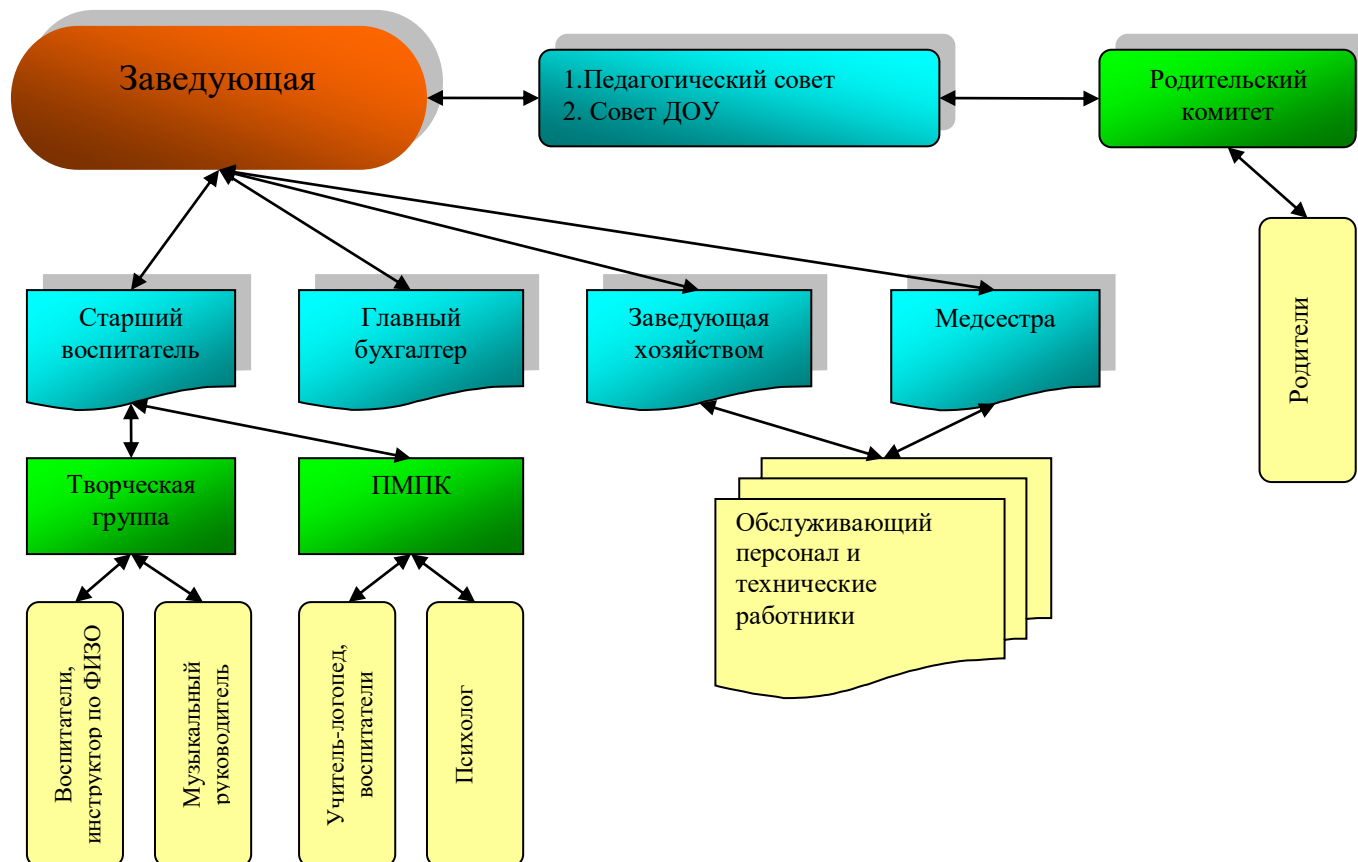 Заведующая
1.Педагогический совет
2. Совет ДОУ
Родительский
комитет
Старший
воспитатель
Главный
бухгалтер
Заведующая
хозяйством
Медсестра
Родители
Творческая
группа
ПМПК
Обслуживающий
персонал и
технические
работники
Воспитатели,
инструктор по ФИЗО
Музыкальный
руководитель
Учитель-логопед,
воспитатели
Психолог